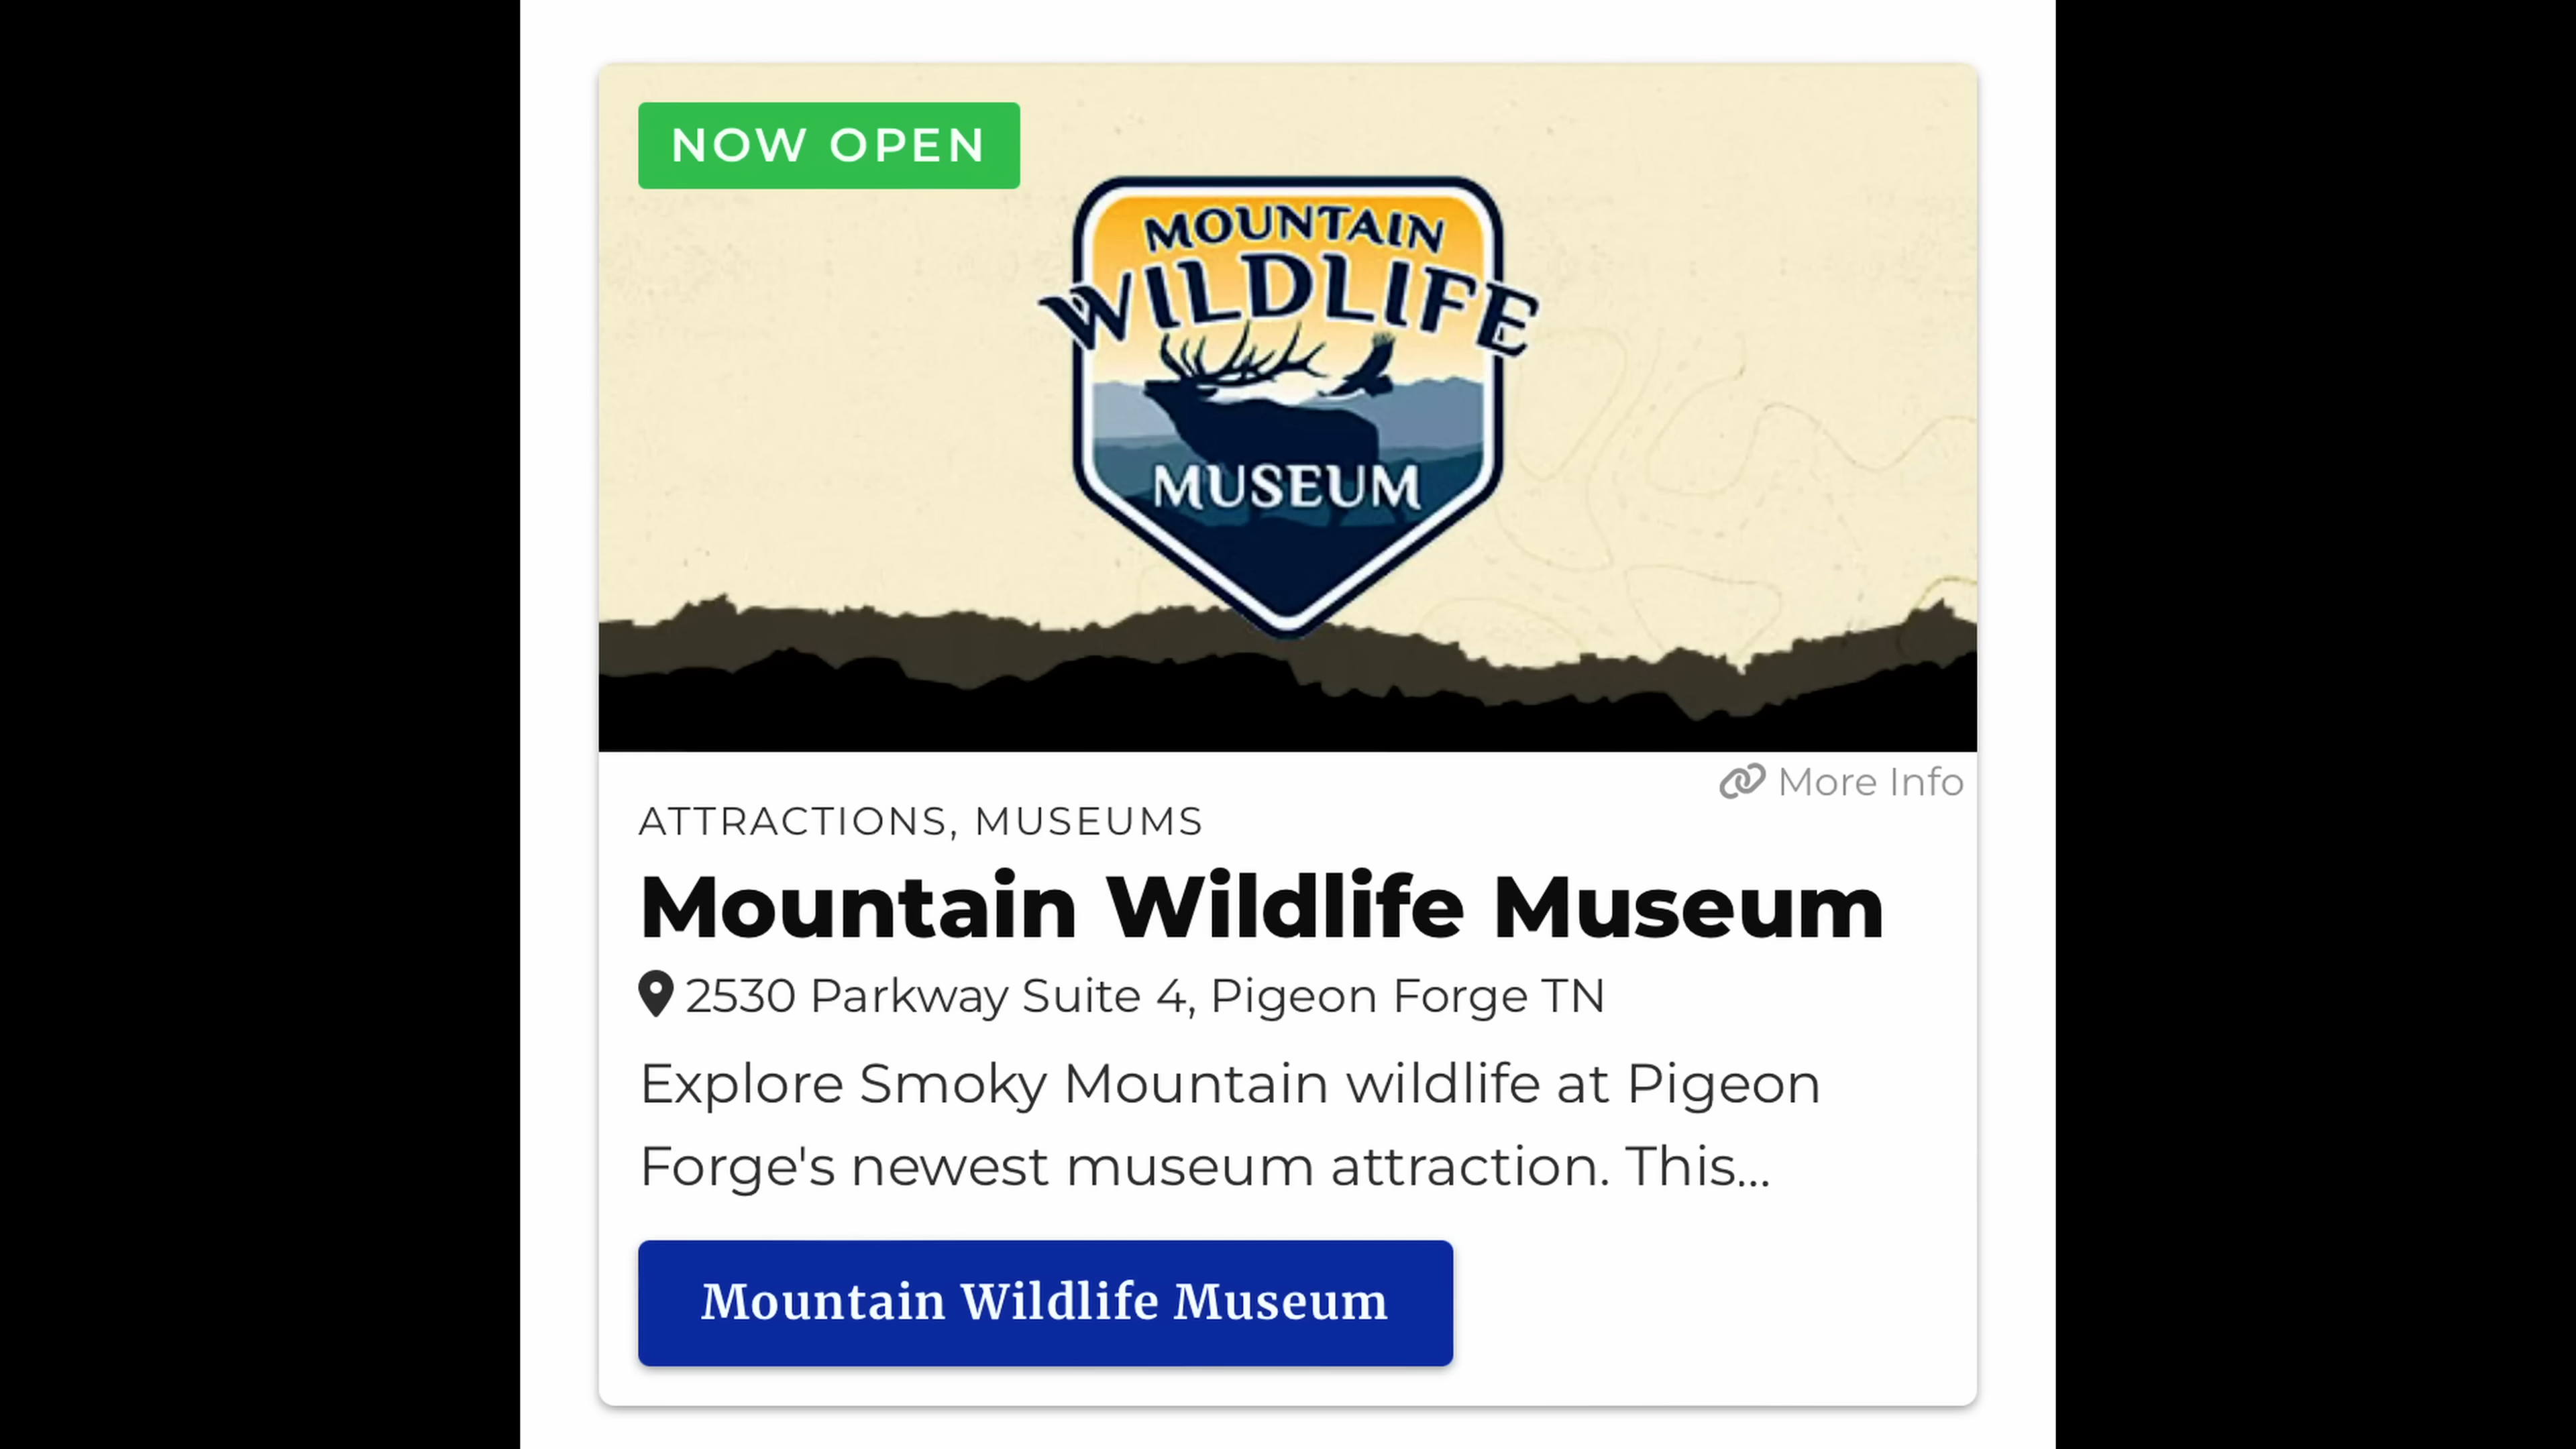 NOW OPEN
MOUNTAIN
WILDLIFE
MUSEUM
More Info
ATTRACTIONS, MUSEUMS
Mountain Wildlife Museum
2530 Parkway Suite 4, Pigeon Forge TN
Explore Smoky Mountain wildlife at Pigeon
Forge's newest museum attraction. This...
Mountain Wildlife Museum